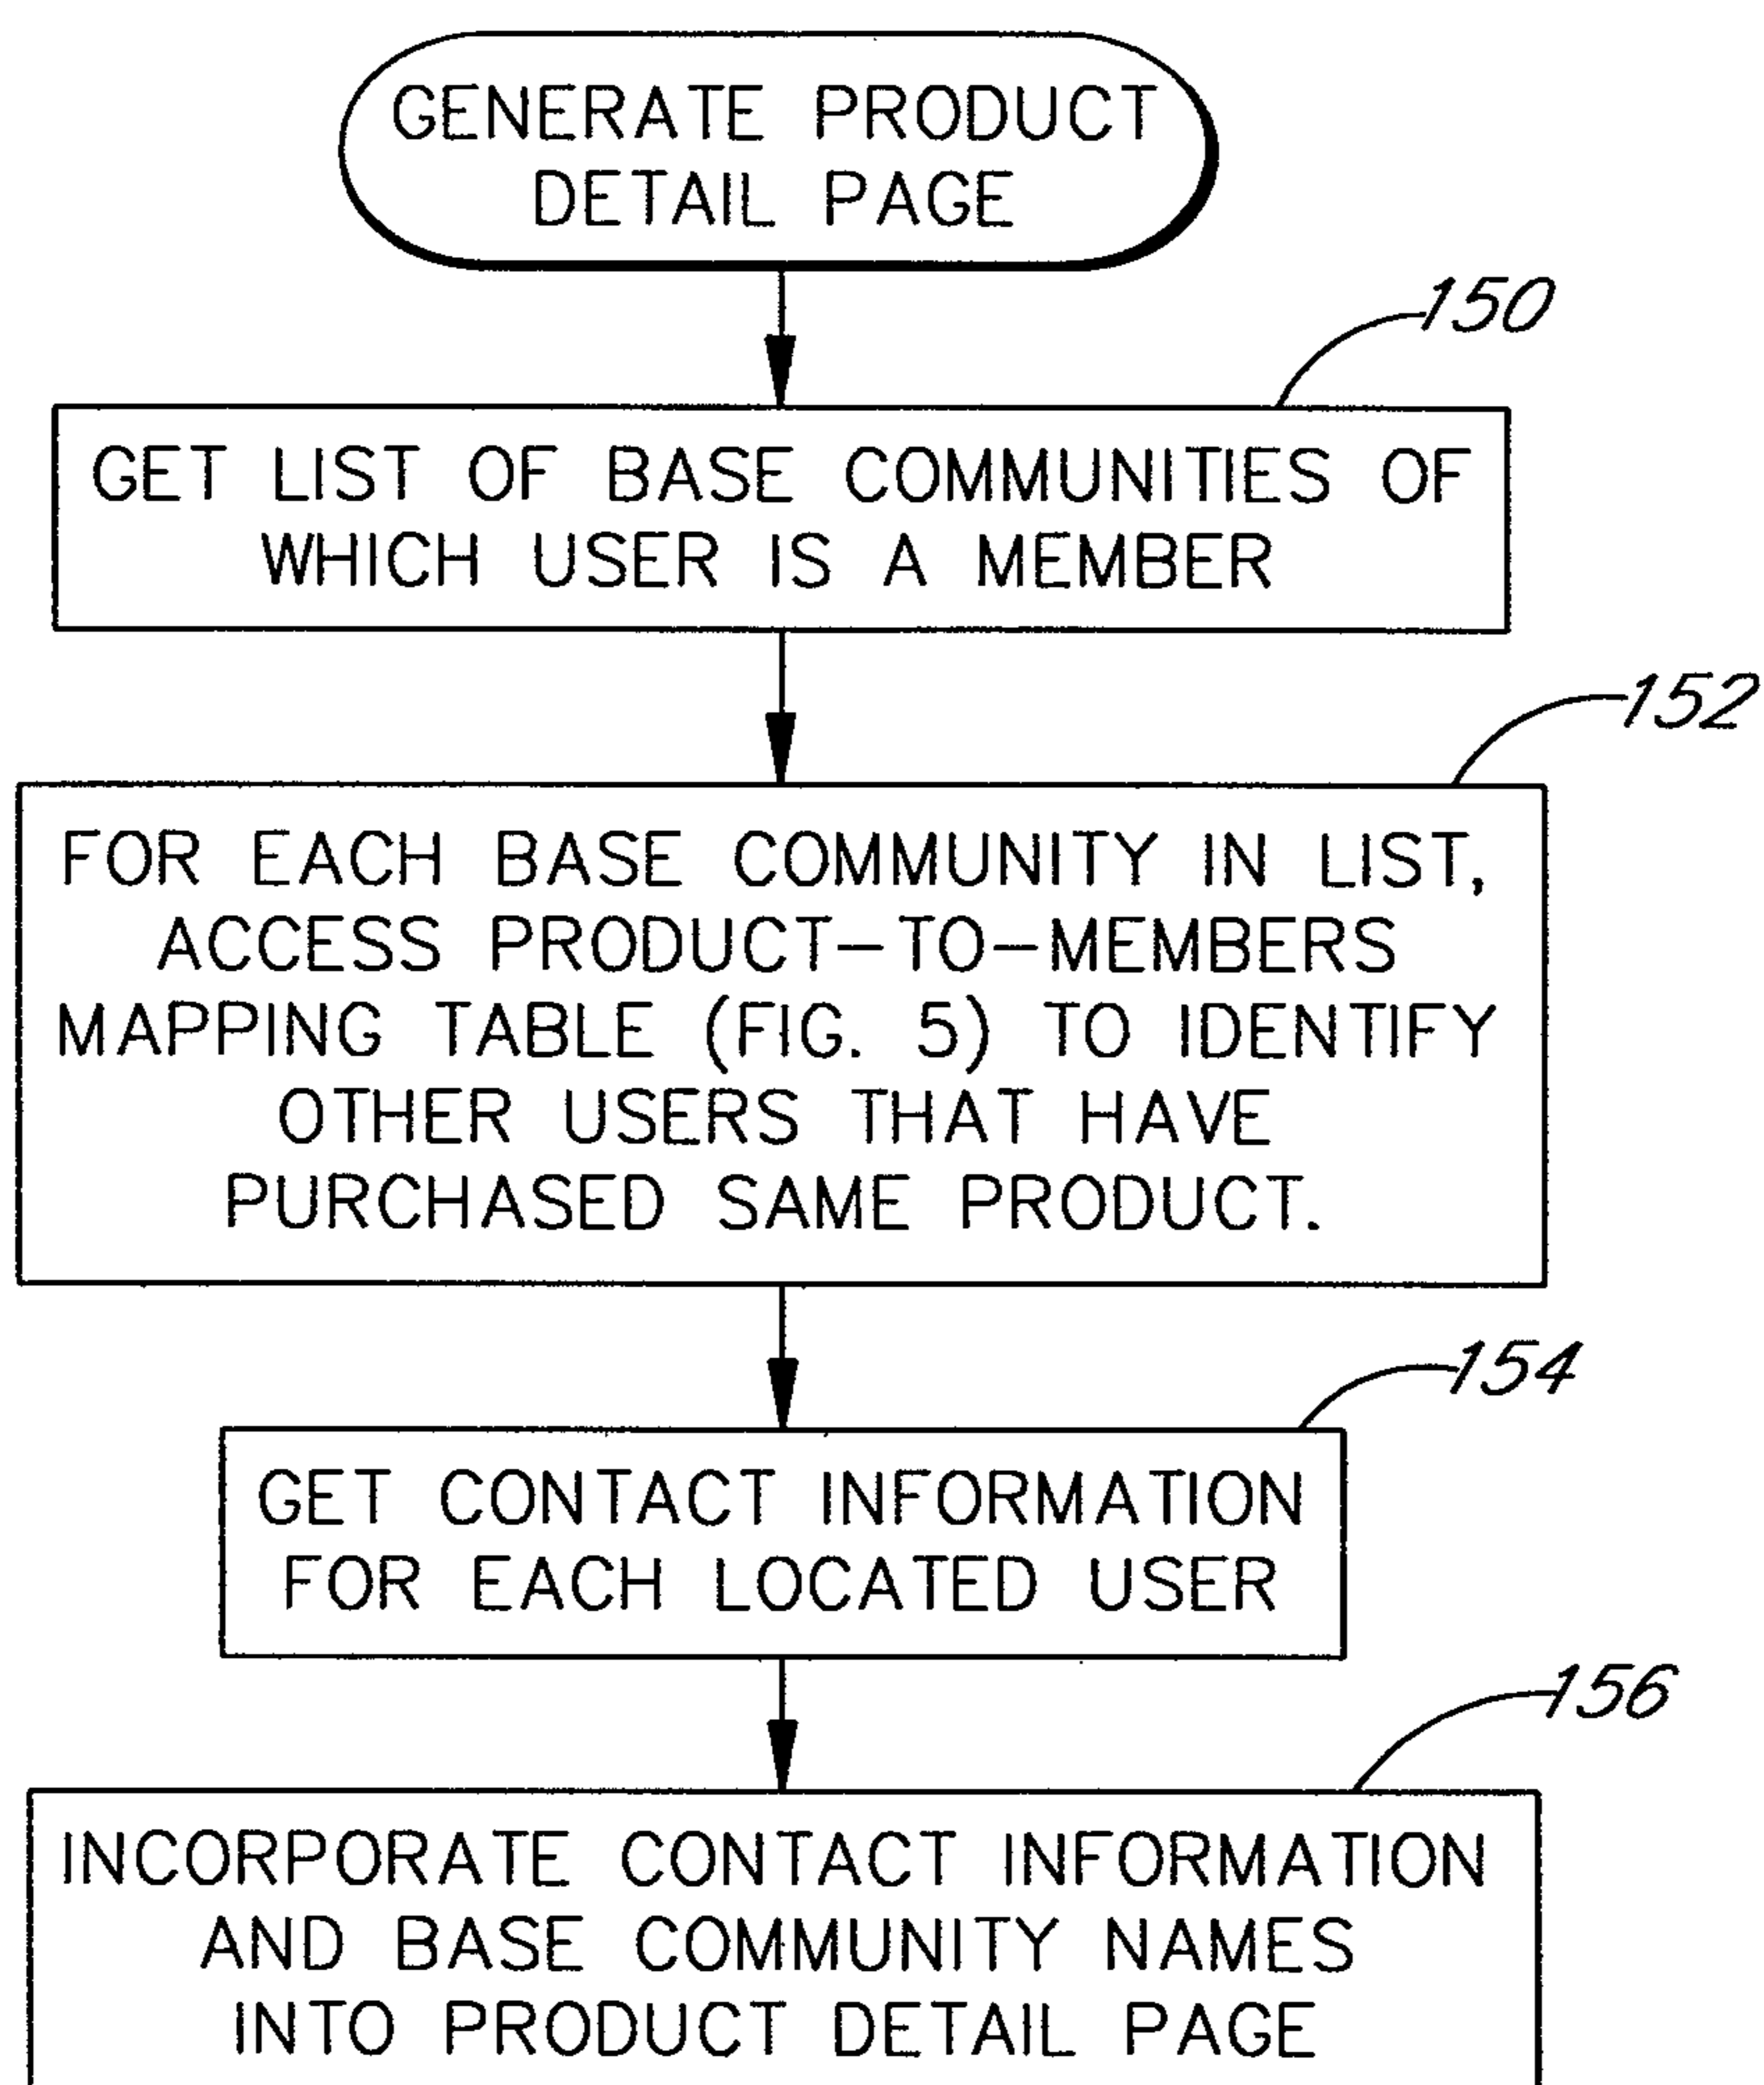 GENERATE PRODUCT
DETAIL PAGE
150
GET LIST OF BASE COMMUNITIES OF
WHICH USER IS A MEMBER
152
FOR EACH BASE COMMUNITY IN LIST,
ACCESS PRODUCT-TO-MEMBERS
MAPPING TABLE (FIG. 5) TO IDENTIFY
OTHER USERS THAT HAVE
PURCHASED SAME PRODUCT.
154
GET CONTACT INFORMATION
FOR EACH LOCATED USER
156
INCORPORATE CONTACT INFORMATION
AND BASE COMMUNITY NAMES
INTO PRODUCT DETAIL PAGE